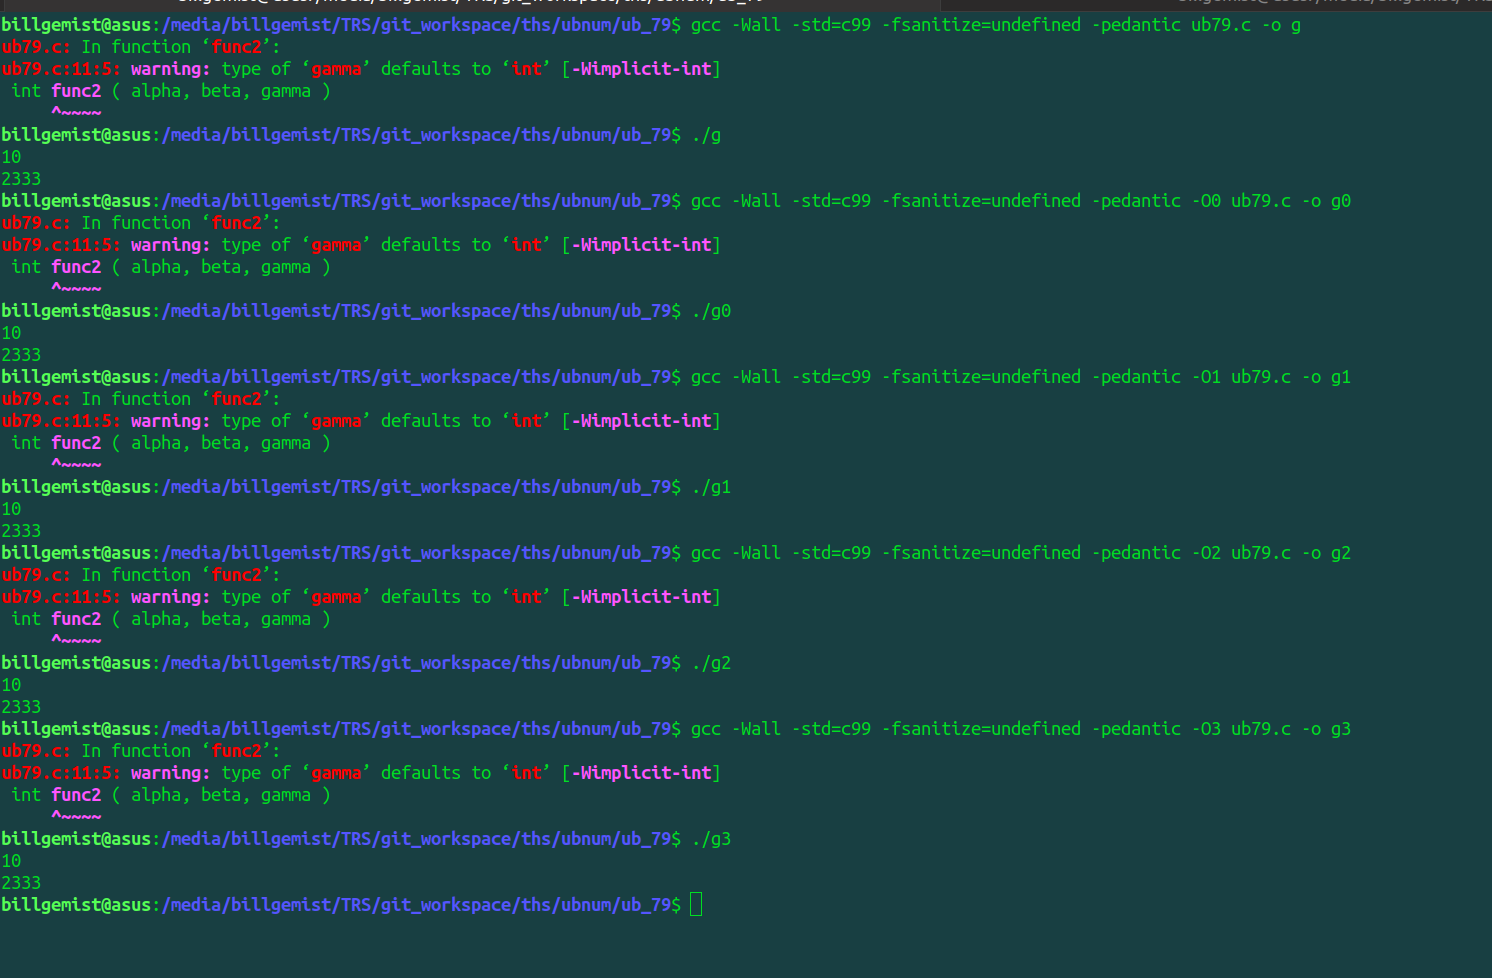 billgemist@asus:/media/billgemist/TRS/git_workspace/ths/ubnum/ub_79$ gcc -Wall -std=c99 -fsanitize=undefined -pedantic ub79.c -o g
ub79.c: In function ‘func2’:
ub79.c:11:5: warning: type of ‘gamma’ defaults to ‘int’ [-Wimplicit-int]
 int func2 ( alpha, beta, gamma )
     ^~~~~
billgemist@asus:/media/billgemist/TRS/git_workspace/ths/ubnum/ub_79$ ./g
10
2333
billgemist@asus:/media/billgemist/TRS/git_workspace/ths/ubnum/ub_79$ gcc -Wall -std=c99 -fsanitize=undefined -pedantic -O0 ub79.c -o g0
ub79.c: In function ‘func2’:
ub79.c:11:5: warning: type of ‘gamma’ defaults to ‘int’ [-Wimplicit-int]
 int func2 ( alpha, beta, gamma )
     ^~~~~
billgemist@asus:/media/billgemist/TRS/git_workspace/ths/ubnum/ub_79$ ./g0
10
2333
billgemist@asus:/media/billgemist/TRS/git_workspace/ths/ubnum/ub_79$ gcc -Wall -std=c99 -fsanitize=undefined -pedantic -O1 ub79.c -o g1
ub79.c: In function ‘func2’:
ub79.c:11:5: warning: type of ‘gamma’ defaults to ‘int’ [-Wimplicit-int]
 int func2 ( alpha, beta, gamma )
     ^~~~~
billgemist@asus:/media/billgemist/TRS/git_workspace/ths/ubnum/ub_79$ ./g1
10
2333
billgemist@asus:/media/billgemist/TRS/git_workspace/ths/ubnum/ub_79$ gcc -Wall -std=c99 -fsanitize=undefined -pedantic -O2 ub79.c -o g2
ub79.c: In function ‘func2’:
ub79.c:11:5: warning: type of ‘gamma’ defaults to ‘int’ [-Wimplicit-int]
 int func2 ( alpha, beta, gamma )
     ^~~~~
billgemist@asus:/media/billgemist/TRS/git_workspace/ths/ubnum/ub_79$ ./g2
10
2333
billgemist@asus:/media/billgemist/TRS/git_workspace/ths/ubnum/ub_79$ gcc -Wall -std=c99 -fsanitize=undefined -pedantic -O3 ub79.c -o g3
ub79.c: In function ‘func2’:
ub79.c:11:5: warning: type of ‘gamma’ defaults to ‘int’ [-Wimplicit-int]
 int func2 ( alpha, beta, gamma )
     ^~~~~
billgemist@asus:/media/billgemist/TRS/git_workspace/ths/ubnum/ub_79$ ./g3
10
2333
billgemist@asus:/media/billgemist/TRS/git_workspace/ths/ubnum/ub_79$